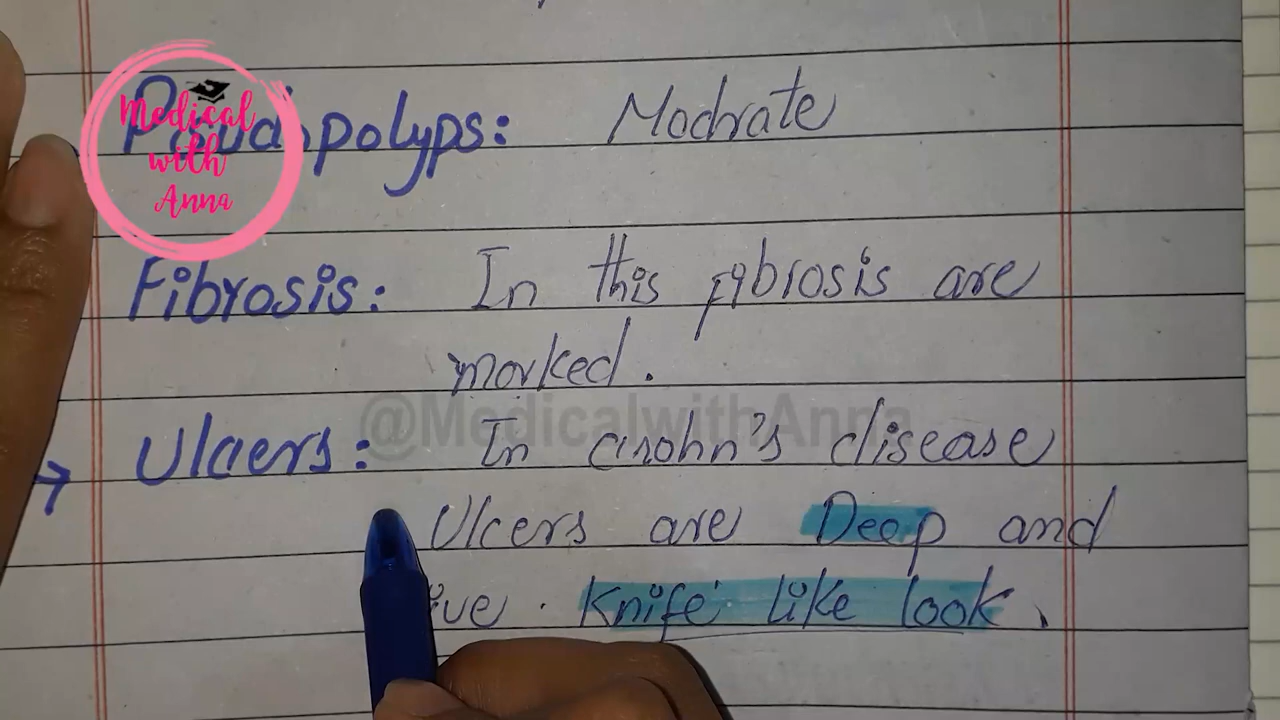 Medical
with
Anna
polyps: Modrate
Fibrosis: In this fibrosis are
marked.
@MedicalwithAnna
Ulcers: In crohn's disease
Ulcers are Deep and
Knife like look.